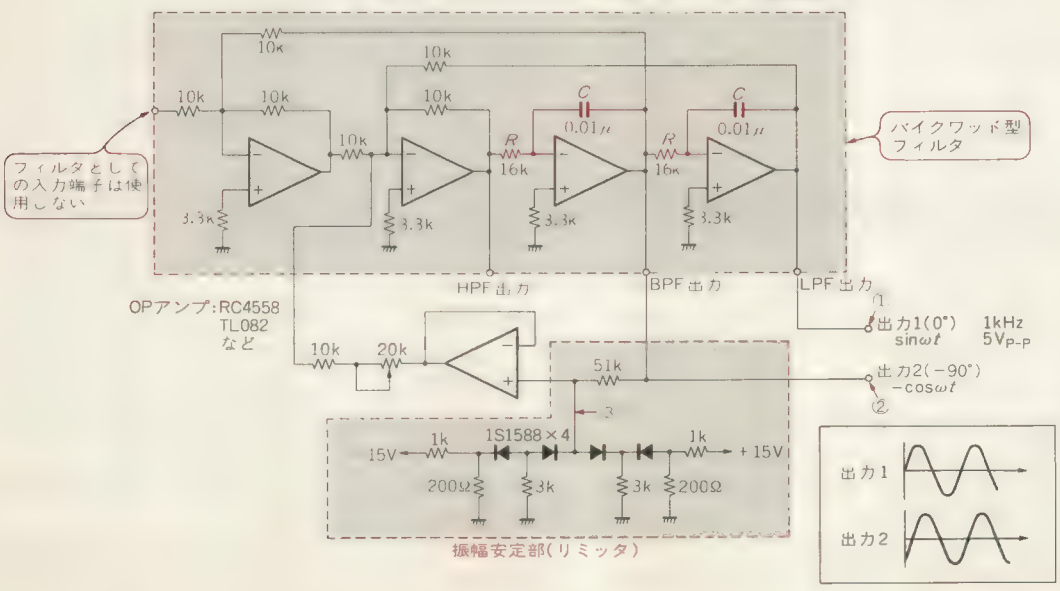 10k
10k
10k
10k
10k
10k
10k
C
0.01μ
C
0.01μ
R
16k
R
16k
3.3k
3.3k
3.3k
3.3k
フィルタとして
の入力端子は使
用しない
バイクワッド型
フィルタ
HPF出力
BPF出力
LPF出力
OPアンプ:RC4558
TL082
など
10k
20k
51k
①
出力1(0°) 1kHz
sinωt 5VP-P
出力2(-90°)
-cosωt
②
3
1k
1S1588×4
1k
15V
+15V
200Ω
3k
3k
200Ω
振幅安定部(リミッタ)
出力1
出力2